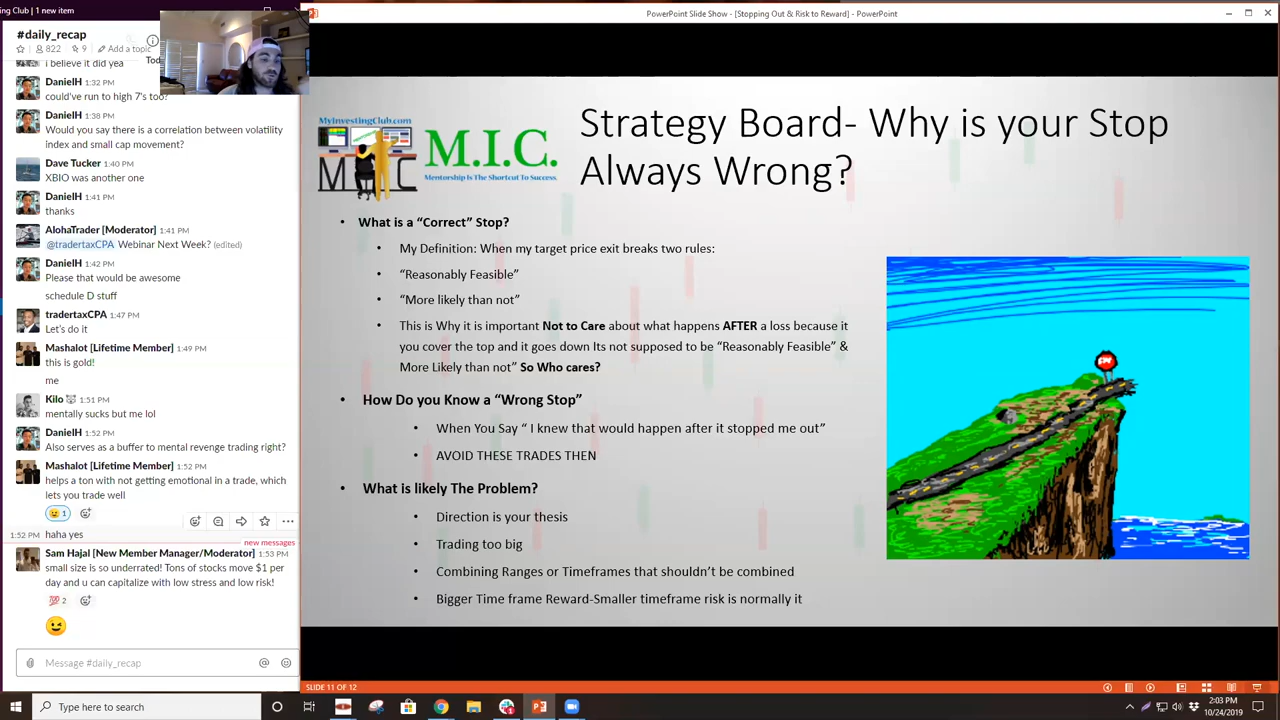 ing Club | 10/24/2019
PowerPoint Slide Show - [Stopping Out & Risk to Reward] - PowerPoint
#daily_recap
822
9
Add a topic
Tod
I believe it did yea
DanielH 1:32 PM
could've run to high 7's too?
DanielH 1:38 PM
Would you say there is a correlation between volatility
index and small cap movement?
Dave Tucker 1:40 PM
XBIO was another one
DanielH 1:41 PM
thanks
AlohaTrader [Moderator] 1:41 PM
@tradertaxCPA Webinar Next Week? (edited)
DanielH 1:42 PM
Please that would be awesome
schedule D stuff
tradertaxCPA 1:47 PM
Let's do it
Mashalot [Lifetime Member] 1:49 PM
this is gold!
me
Kilo 1:51 PM
mentally sucks but me lol
DanielH 1:52 PM
Also serves as a buffer to mental revenge trading right?
Mashalot [Lifetime Member] 1:52 PM
helps a ton with not getting emotional in a trade, which
lets you trade well
1
1:52 PM haha yes
new messages
Sam Hajal [New Member Manager/Moderator] 1:53 PM
small size is so underrated! Tons of stocks move $1 per
day and u can capitalize with low stress and low risk!
100 2
Message #daily_recap
MyInvestingClub.com
MIC
M.I.C.
Mentorship Is The Shortcut To Success.
Strategy Board- Why is your Stop
Always Wrong?
• What is a “Correct” Stop?
• My Definition: When my target price exit breaks two rules:
• “Reasonably Feasible”
• “More likely than not”
• This is Why it is important Not to Care about what happens AFTER a loss because it
you cover the top and it goes down Its not supposed to be “Reasonably Feasible” &
More Likely than not” So Who cares?
• How Do you Know a “Wrong Stop”
• When You Say “ I knew that would happen after it stopped me out”
• AVOID THESE TRADES THEN
• What is likely The Problem?
• Direction is your thesis
• Trading too big
• Combining Ranges or Timeframes that shouldn’t be combined
• Bigger Time frame Reward-Smaller timeframe risk is normally it
SLIDE 11 OF 12
Type here to search
2:03 PM
10/24/2019